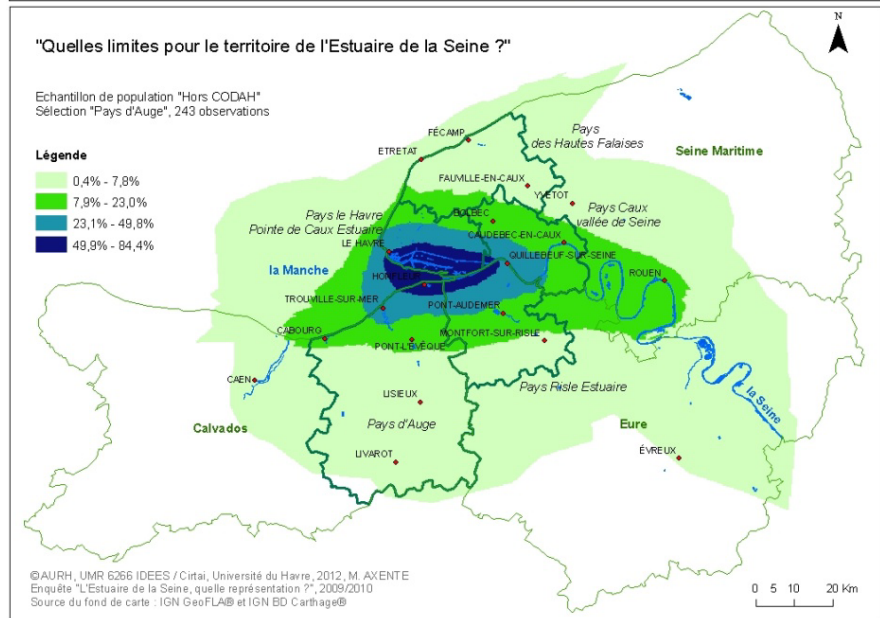 N
"Quelles limites pour le territoire de l'Estuaire de la Seine ?"
Echantillon de population "Hors CODAH"
Sélection "Pays d'Auge", 243 observations
Légende
0,4% - 7,8%
7,9% - 23,0%
23,1% - 49,8%
49,9% - 84,4%
FÉCAMP
Pays
des Hautes Falaises
ETRETAT
Seine Maritime
FAUVILLE-EN-CAUX
YVETOT
Pays le Havre
Pointe de Caux Estuaire
BOLBEC
Pays Caux
vallée de Seine
CAUDEBEC-EN-CAUX
LE HAVRE
QUILLEBEUF-SUR-SEINE
la Manche
ROUEN
HONFLEUR
TROUVILLE-SUR-MER
PONT-AUDEMER
CABOURG
MONTFORT-SUR-RISLE
PONT-L'ÉVÊQUE
CAEN
Pays Risle Estuaire
la Seine
LISIEUX
Calvados
Pays d'Auge
Eure
LIVAROT
ÉVREUX
©AURH, UMR 6266 IDEES / Cirtai, Université du Havre, 2012, M. AXENTE
Enquête "L'Estuaire de la Seine, quelle représentation ?", 2009/2010
Source du fond de carte : IGN GeoFLA® et IGN BD Carthage®
0 5 10 20 Km